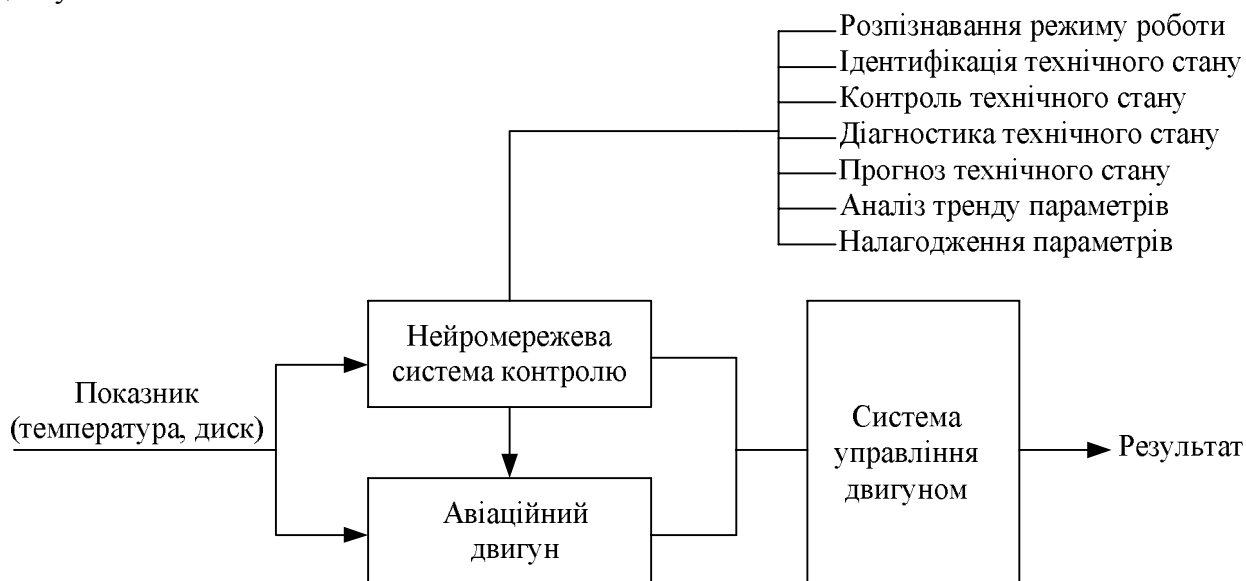 Розпізнавання режиму роботи
Ідентифікація технічного стану
Контроль технічного стану
Діагностика технічного стану
Прогноз технічного стану
Аналіз тренду параметрів
Налагодження параметрів
Нейромережева
система контролю
Показник
(температура, диск)
Авіаційний
двигун
Система
управління
двигуном
Результат